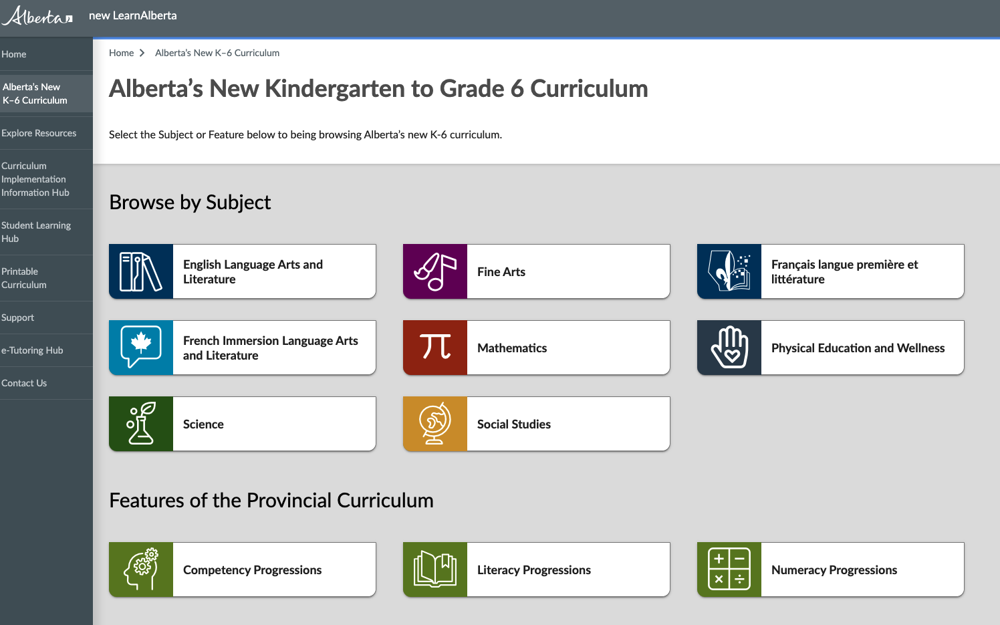 Alberta
new LearnAlberta
Home
Alberta's New
K–6 Curriculum
Explore Resources
Curriculum
Implementation
Information Hub
Student Learning
Hub
Printable
Curriculum
Support
e-Tutoring Hub
Contact Us
Home
Alberta's New K–6 Curriculum
Alberta's New Kindergarten to Grade 6 Curriculum
Select the Subject or Feature below to being browsing Alberta's new K-6 curriculum.
Browse by Subject
English Language Arts and
Literature
Fine Arts
Français langue première et
littérature
French Immersion Language Arts
and Literature
Mathematics
Physical Education and Wellness
Science
Social Studies
Features of the Provincial Curriculum
Competency Progressions
Literacy Progressions
Numeracy Progressions